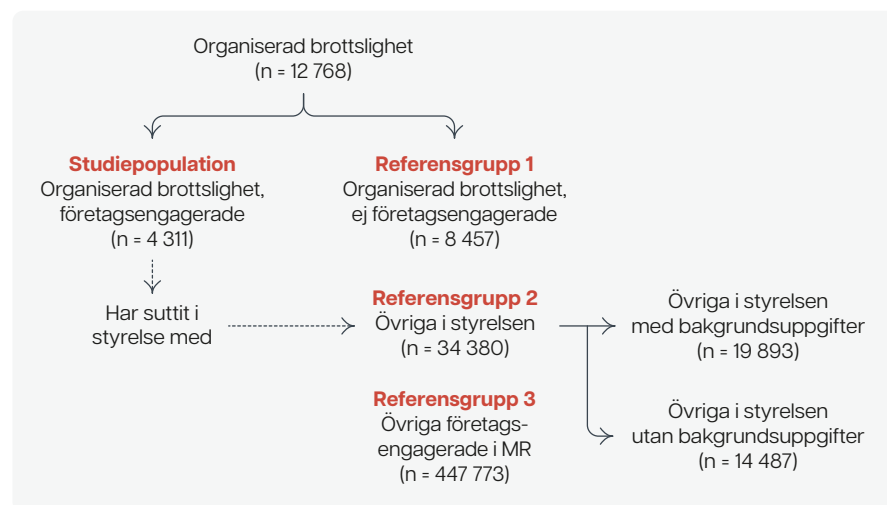 Organiserad brottslighet
(n = 12 768)
Studiepopulation
Organiserad brottslighet,
företagsengagerade
(n = 4 311)
Referensgrupp 1
Organiserad brottslighet,
ej företagsengagerade
(n = 8 457)
Har suttit i
styrelse med
Referensgrupp 2
Övriga i styrelsen
(n = 34 380)
Övriga i styrelsen
med bakgrundsuppgifter
(n = 19 893)
Referensgrupp 3
Övriga företags-
engagerade i MR
(n = 447 773)
Övriga i styrelsen
utan bakgrundsuppgifter
(n = 14 487)